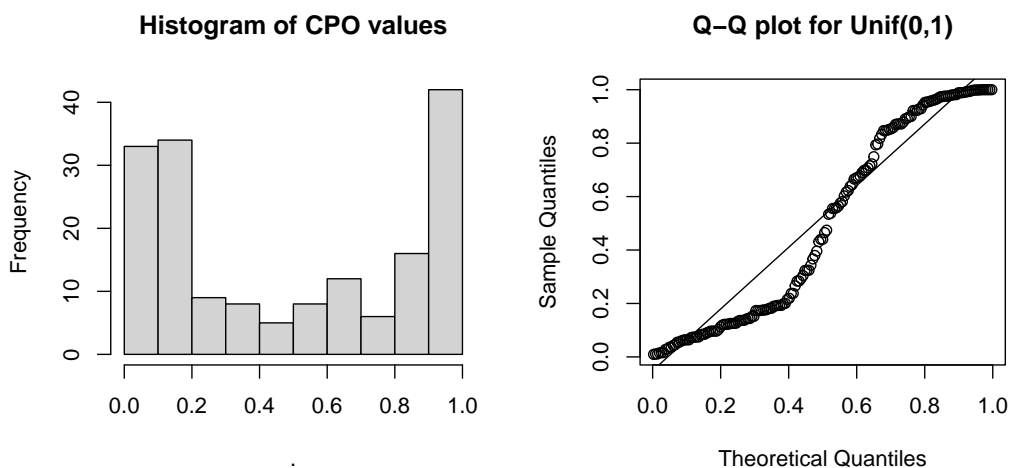 Histogram of CPO values
Frequency
0 10 20 30 40
0.0 0.2 0.4 0.6 0.8 1.0
.
Q−Q plot for Unif(0,1)
Sample Quantiles
0.0 0.2 0.4 0.6 0.8 1.0
0.0 0.2 0.4 0.6 0.8 1.0
Theoretical Quantiles